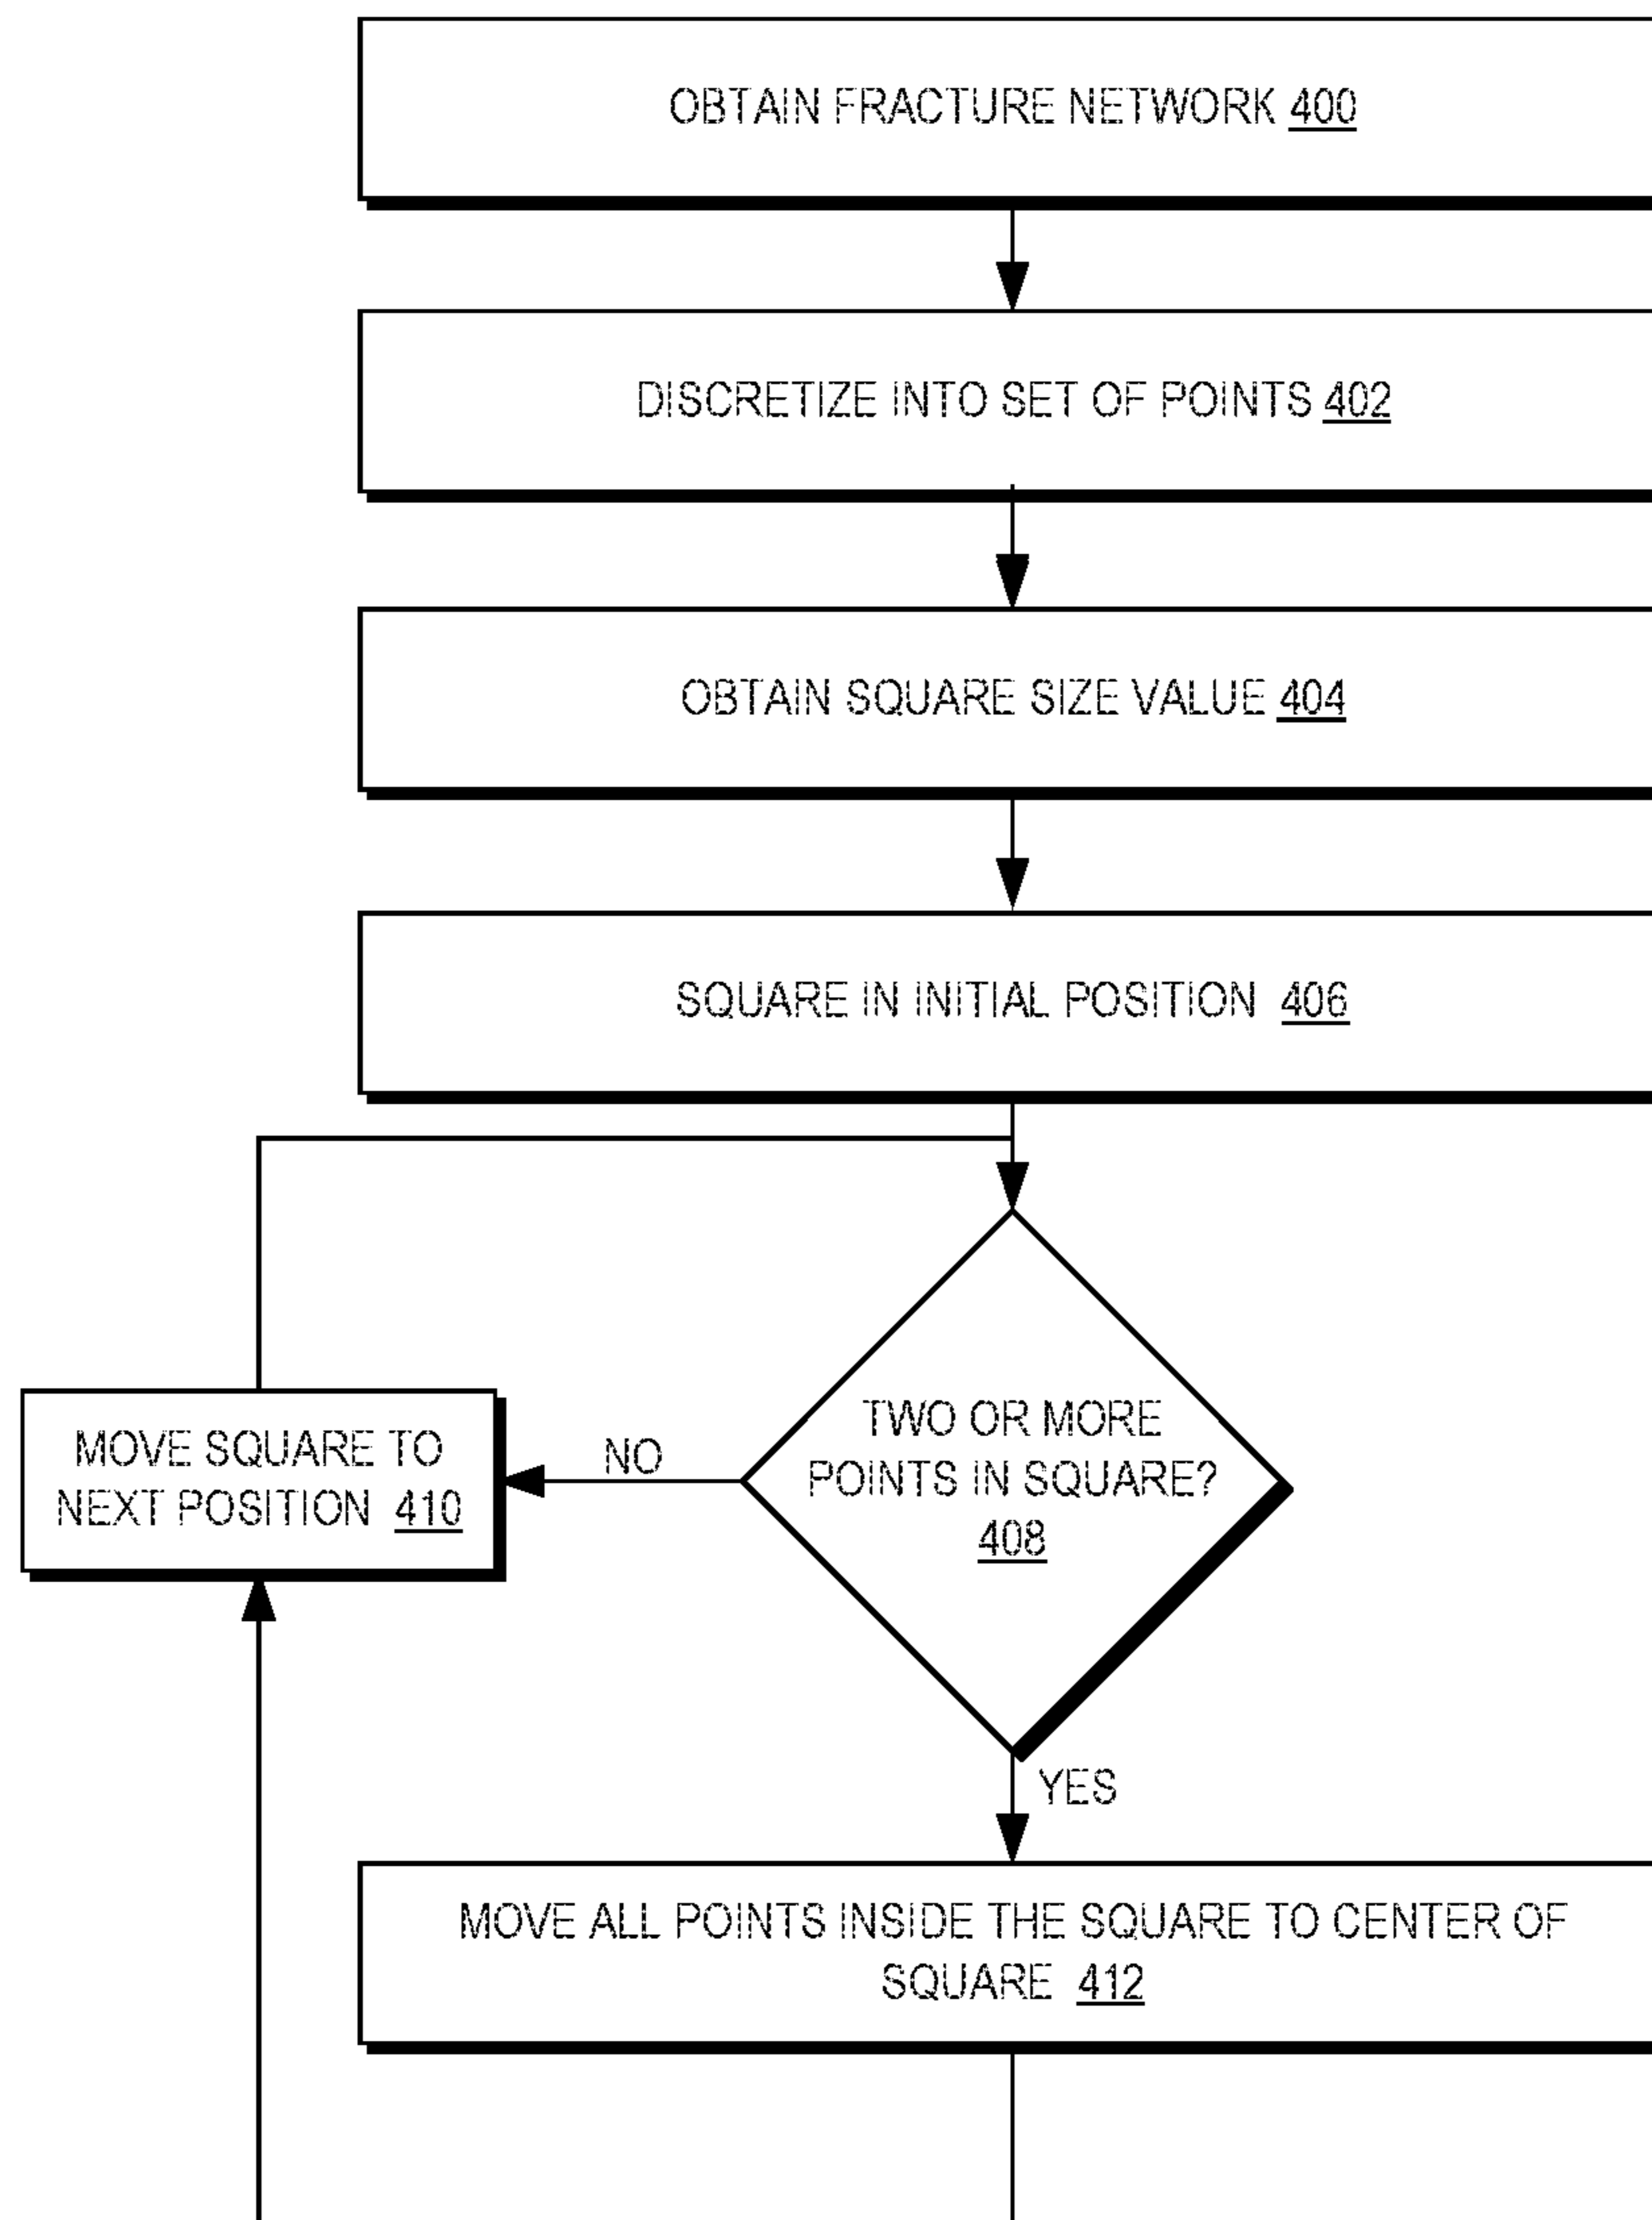 OBTAIN FRACTURE NETWORK 400
DISCRETIZE INTO SET OF POINTS 402
OBTAIN SQUARE SIZE VALUE 404
SQUARE IN INITIAL POSITION 406
TWO OR MORE
POINTS IN SQUARE?
408
NO
MOVE SQUARE TO
NEXT POSITION 410
YES
MOVE ALL POINTS INSIDE THE SQUARE TO CENTER OF
SQUARE 412